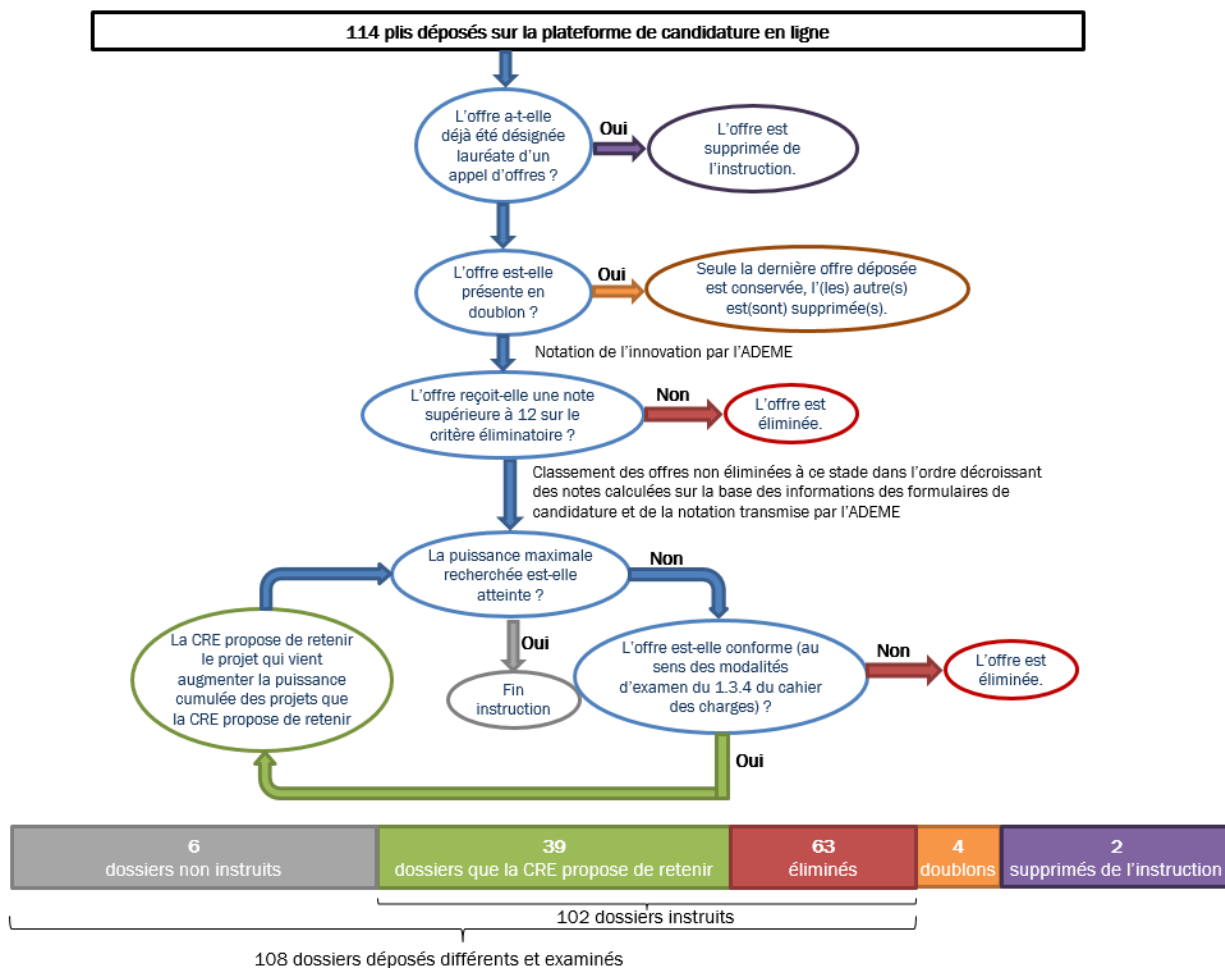 114 plis déposés sur la plateforme de candidature en ligne
L'offre a-t-elle
déjà été désignée
lauréate d'un
appel d'offres ?
Oui
L'offre est
supprimée de
l'instruction.
L'offre est-elle
présente en
doublon ?
Oui
Seule la dernière offre déposée
est conservée, l'(les) autre(s)
est(sont) supprimée(s).
Notation de l'innovation par l'ADEME
L'offre reçoit-elle une note
supérieure à 12 sur le
critère éliminatoire ?
Non
L'offre est
éliminée.
Classement des offres non éliminées à ce stade dans l'ordre décroissant
des notes calculées sur la base des informations des formulaires de
candidature et de la notation transmise par l'ADEME
La puissance maximale
recherchée est-elle
atteinte ?
Non
La CRE propose de retenir
le projet qui vient
augmenter la puissance
cumulée des projets que
la CRE propose de retenir
Oui
Fin
instruction
L'offre est-elle conforme (au
sens des modalités
d'examen du 1.3.4 du cahier
des charges) ?
Non
L'offre est
éliminée.
Oui
6
dossiers non instruits
39
dossiers que la CRE propose de retenir
63
éliminés
4
doublons
2
supprimés de l'instruction
102 dossiers instruits
108 dossiers déposés différents et examinés